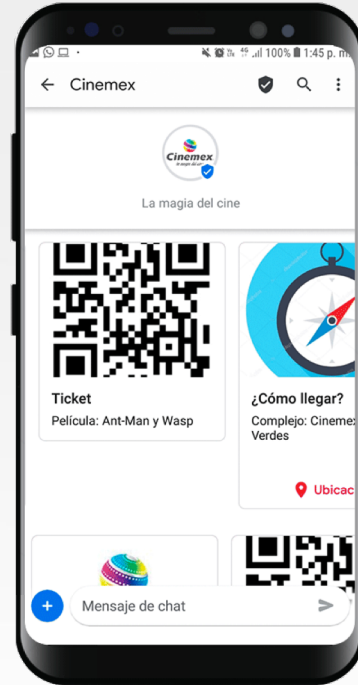 100% 1:45 p. m.
Cinemex
Cinemex
La magia del cine
Ticket
Película: Ant-Man y Wasp
¿Cómo llegar?
Complejo: Cinemex
Verdes
Ubicac
Mensaje de chat